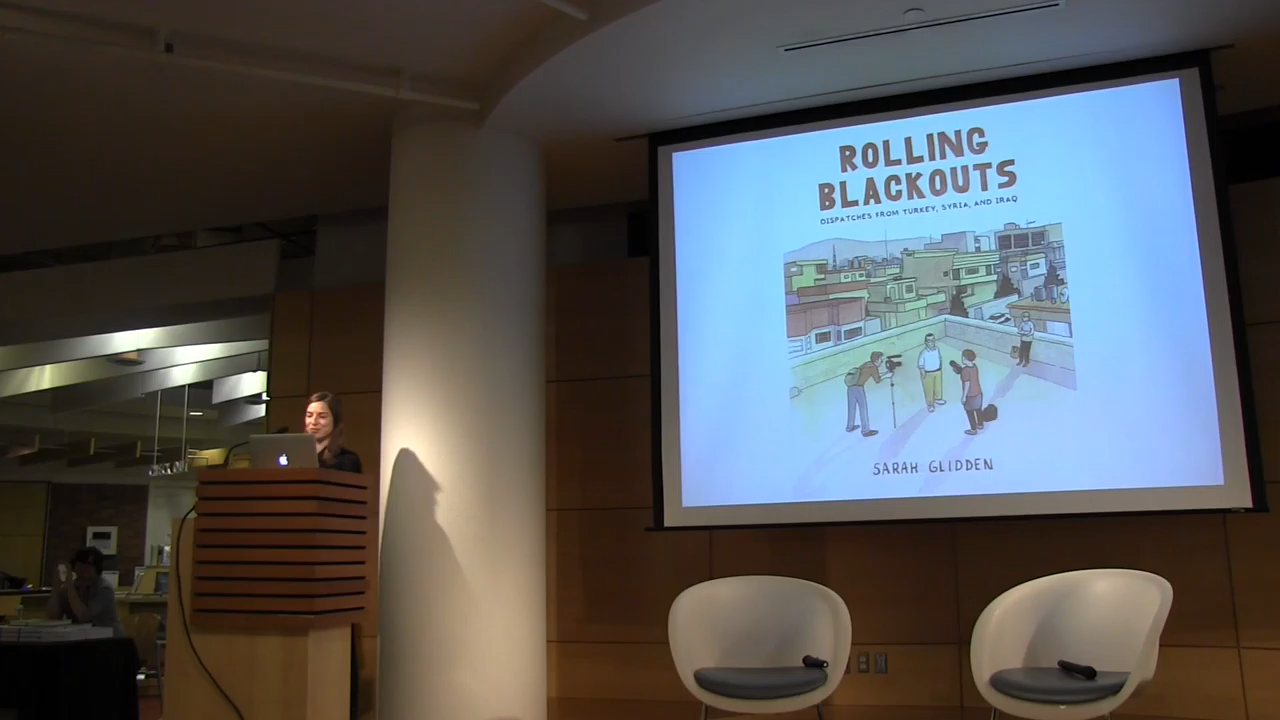 ROLLING
BLACKOUTS
DISPATCHES FROM TURKEY, SYRIA, AND IRAQ
SARAH GLIDDEN